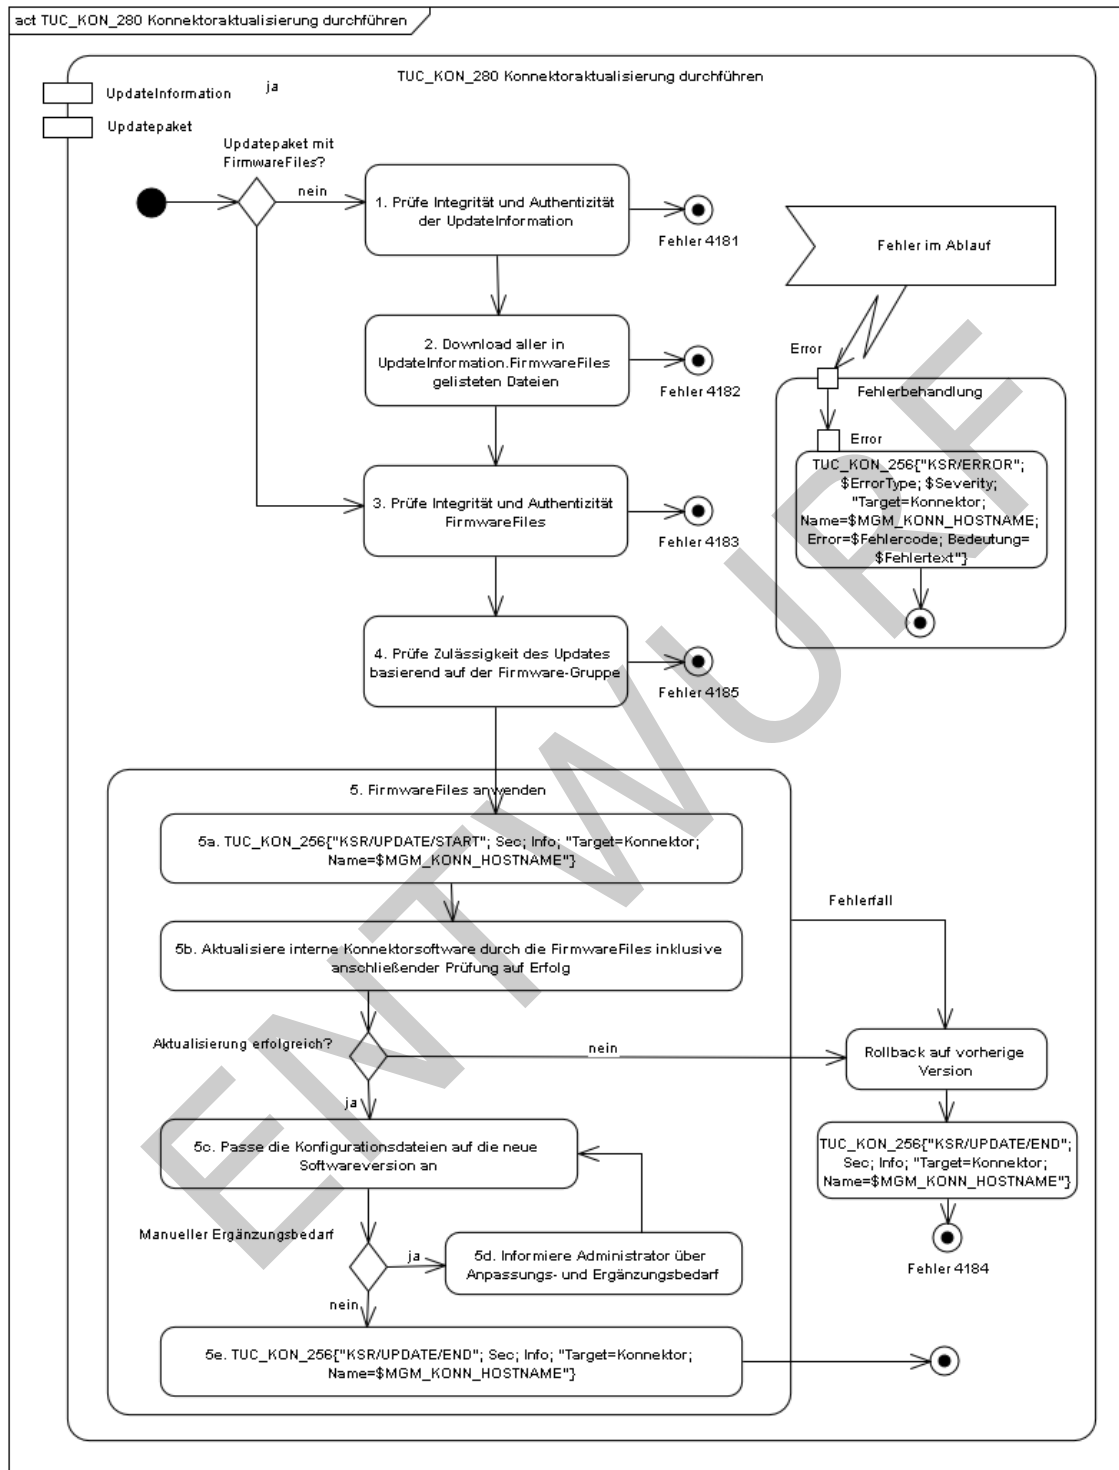 act TUC_KON_280 Konnektoraktualisierung durchführen
TUC_KON_280 Konnektoraktualisierung durchführen
UpdateInformation
ja
Updatepaket
Updatepaket mit
FirmwareFiles?
nein
1. Prüfe Integrität und Authentizität
der UpdateInformation
Fehler 4181
Fehler im Ablauf
2. Download aller in
UpdateInformation.FirmwareFiles
gelisteten Dateien
Fehler 4182
Error
Fehlerbehandlung
Error
TUC_KON_256{"KSR/ERROR";
$ErrorType; $Severity;
"Target=Konnektor;
Name=$MGM_KONN_HOSTNAME;
Error=$Fehlercode; Bedeutung=
$Fehlertext"}
3. Prüfe Integrität und Authentizität
FirmwareFiles
Fehler 4183
4. Prüfe Zulässigkeit des Updates
basierend auf der Firmware-Gruppe
Fehler 4185
5. FirmwareFiles anwenden
5a. TUC_KON_256{"KSR/UPDATE/START"; Sec; Info; "Target=Konnektor;
Name=$MGM_KONN_HOSTNAME"}
Fehlerfall
5b. Aktualisiere interne Konnektorsoftware durch die FirmwareFiles inklusive
anschließender Prüfung auf Erfolg
Aktualisierung erfolgreich?
nein
Rollback auf vorherige
Version
ja
5c. Passe die Konfigurationsdateien auf die neue
Softwareversion an
TUC_KON_256{"KSR/UPDATE/END";
Sec; Info; "Target=Konnektor;
Name=$MGM_KONN_HOSTNAME"}
Manueller Ergänzungsbedarf
ja
5d. Informiere Administrator über
Anpassungs- und Ergänzungsbedarf
Fehler 4184
nein
5e. TUC_KON_256{"KSR/UPDATE/END"; Sec; Info; "Target=Konnektor;
Name=$MGM_KONN_HOSTNAME"}
ENTWURF